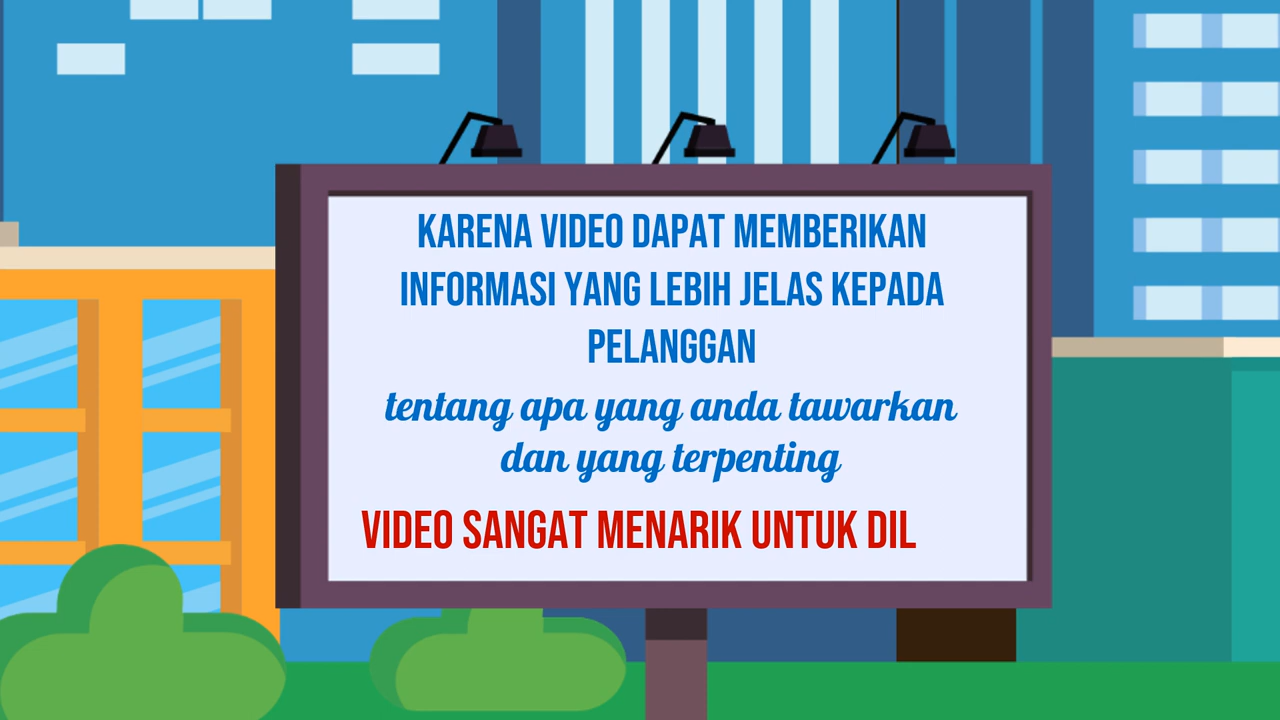 KARENA VIDEO DAPAT MEMBERIKAN
INFORMASI YANG LEBIH JELAS KEPADA
PELANGGAN
tentang apa yang anda tawarkan
dan yang terpenting
VIDEO SANGAT MENARIK UNTUK DIL